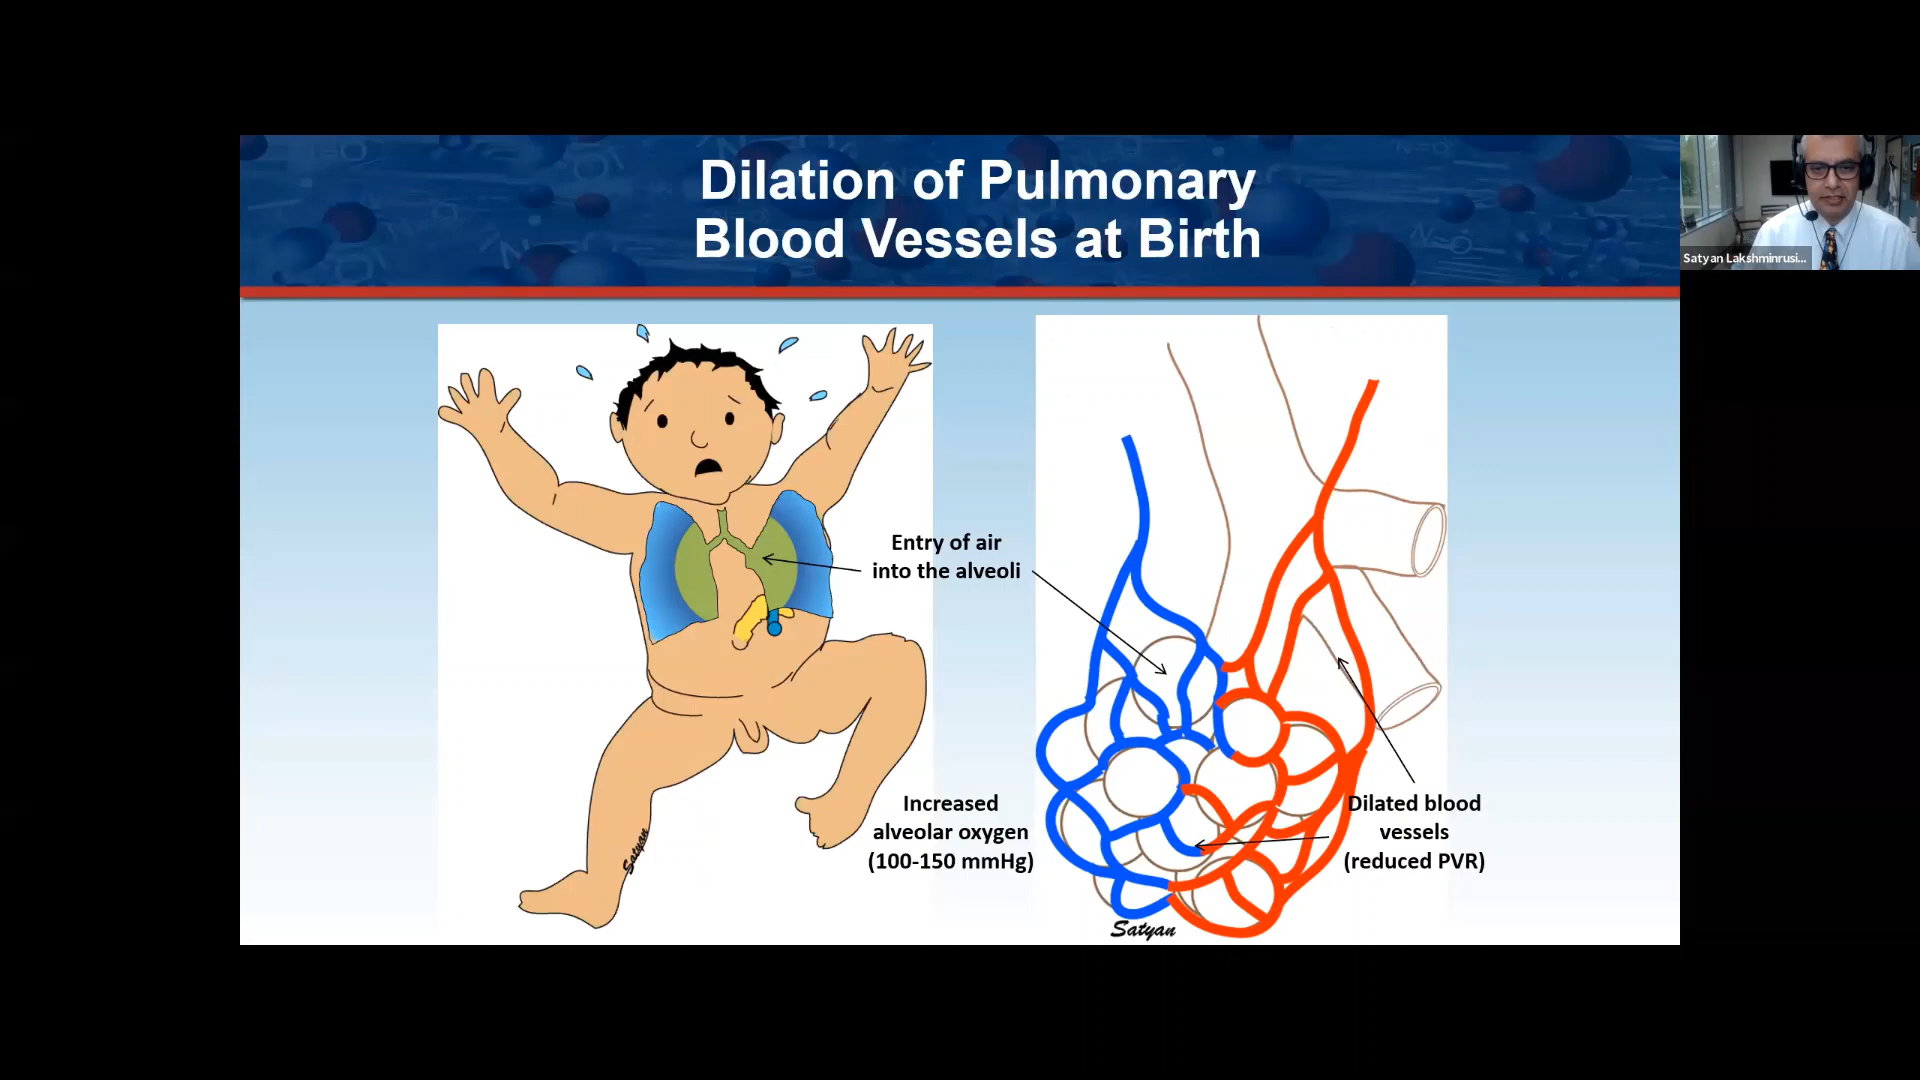 Dilation of Pulmonary
Blood Vessels at Birth
Satyan Lakshminrusi...
Entry of air
into the alveoli
Increased
alveolar oxygen
(100-150 mmHg)
Dilated blood
vessels
(reduced PVR)
Satyan
Satyan